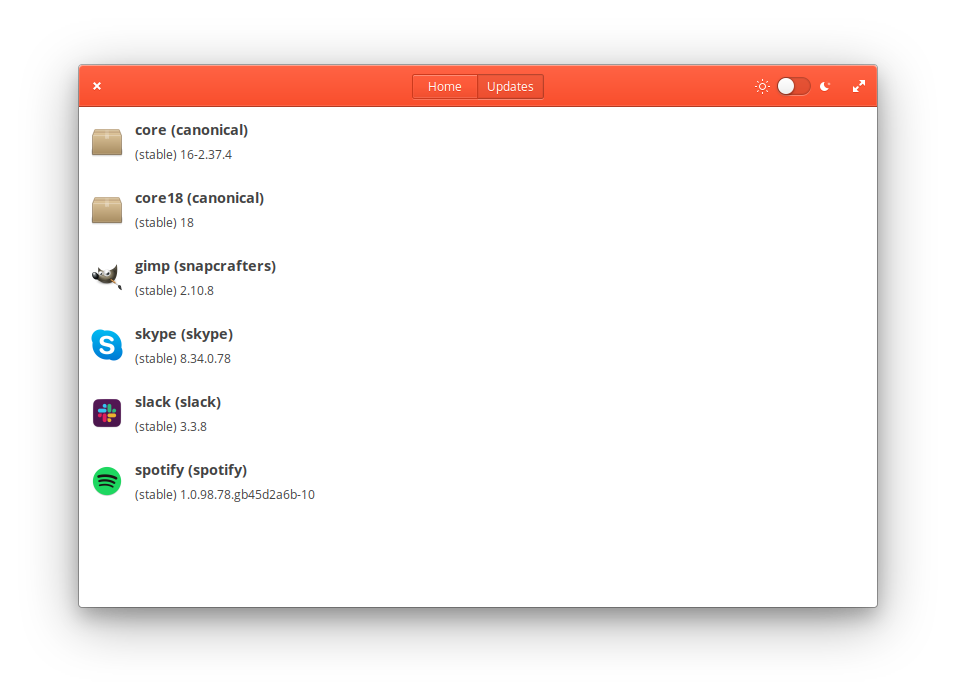 Home Updates
core (canonical)
(stable) 16-2.37.4
core18 (canonical)
(stable) 18
gimp (snapcrafters)
(stable) 2.10.8
skype (skype)
(stable) 8.34.0.78
slack (slack)
(stable) 3.3.8
spotify (spotify)
(stable) 1.0.98.78.gb45d2a6b-10